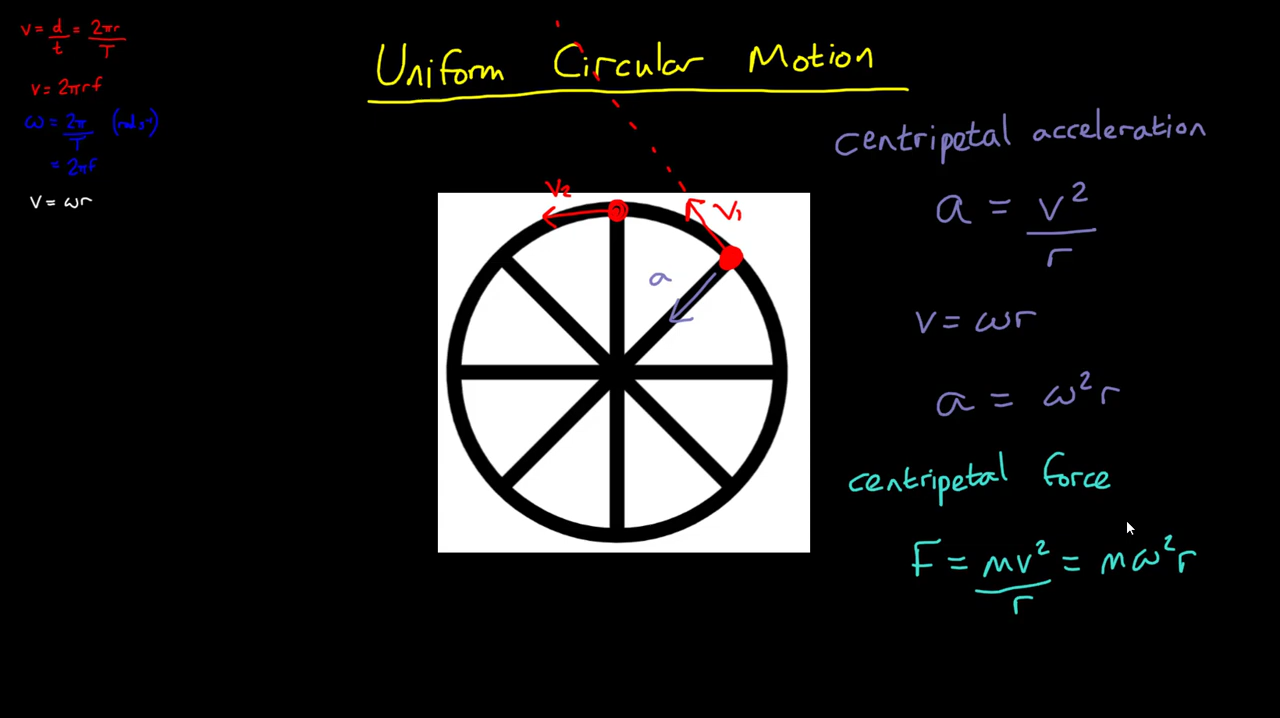 Uniform Circular Motion
v = d/t = 2πr/T
v = 2πrf
ω = 2π/T (rad s⁻¹)
= 2πf
v = ωr
v₂
v₁
a
centripetal acceleration
a = v²/r
v = ωr
a = ω²r
centripetal force
F = mv²/r = mω²r